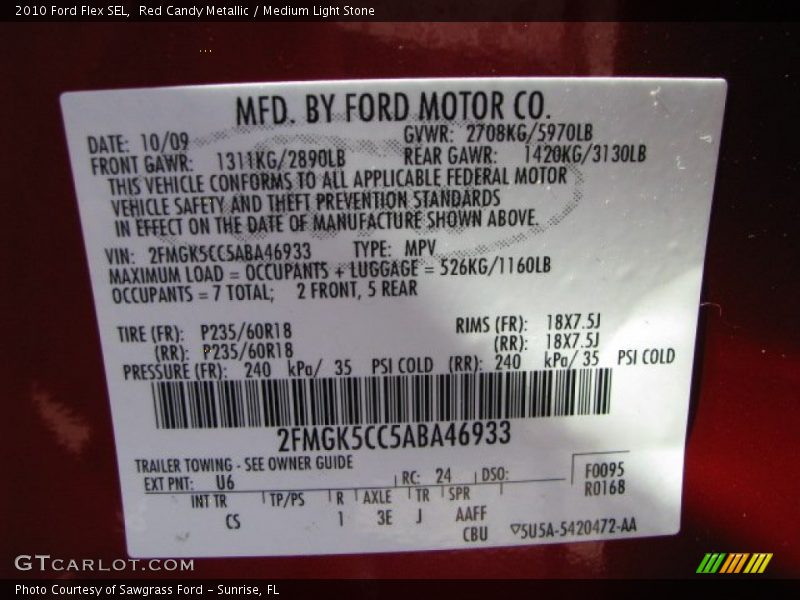 2010 Ford Flex SEL,  Red Candy Metallic / Medium Light Stone
MFD. BY FORD MOTOR CO.
DATE: 10/09 GVWR: 2708KG/5970LB
FRONT GAWR: 1311KG/2890LB REAR GAWR: 1420KG/3130LB
THIS VEHICLE CONFORMS TO ALL APPLICABLE FEDERAL MOTOR
VEHICLE SAFETY AND THEFT PREVENTION STANDARDS
IN EFFECT ON THE DATE OF MANUFACTURE SHOWN ABOVE.
VIN: 2FMGK5CC5ABA46933 TYPE: MPV
MAXIMUM LOAD = OCCUPANTS + LUGGAGE = 526KG/1160LB
OCCUPANTS = 7 TOTAL; 2 FRONT, 5 REAR
TIRE (FR): P235/60R18 RIMS (FR): 18X7.5J
(RR): P235/60R18 (RR): 18X7.5J
PRESSURE (FR): 240 kPa/ 35 PSI COLD (RR): 240 kPa/ 35 PSI COLD
2FMGK5CC5ABA46933
TRAILER TOWING - SEE OWNER GUIDE
EXT PNT: U6 RC: 24 DSO: F0095
R0168
INT TR TP/PS R AXLE TR SPR
CS 1 3E J AAFF
CBU ▽5U5A-5420472-AA
GTCARLOT.COM
Photo Courtesy of Sawgrass Ford - Sunrise, FL